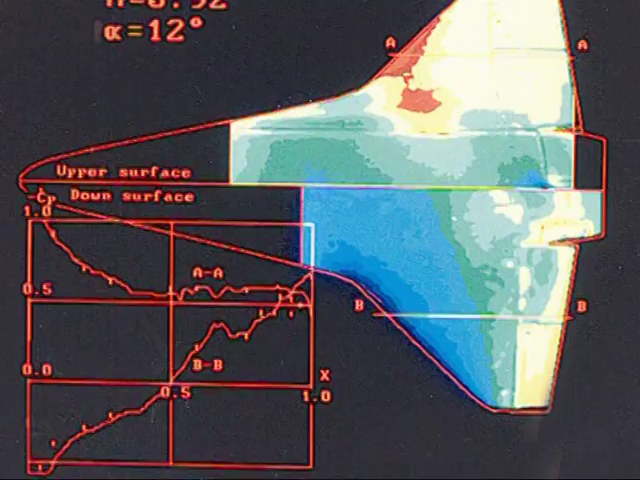 α=12°
A A
Upper surface
-Cp Down surface
1.0
A-A
0.5
B B
B-B
0.0 X
0.5 1.0